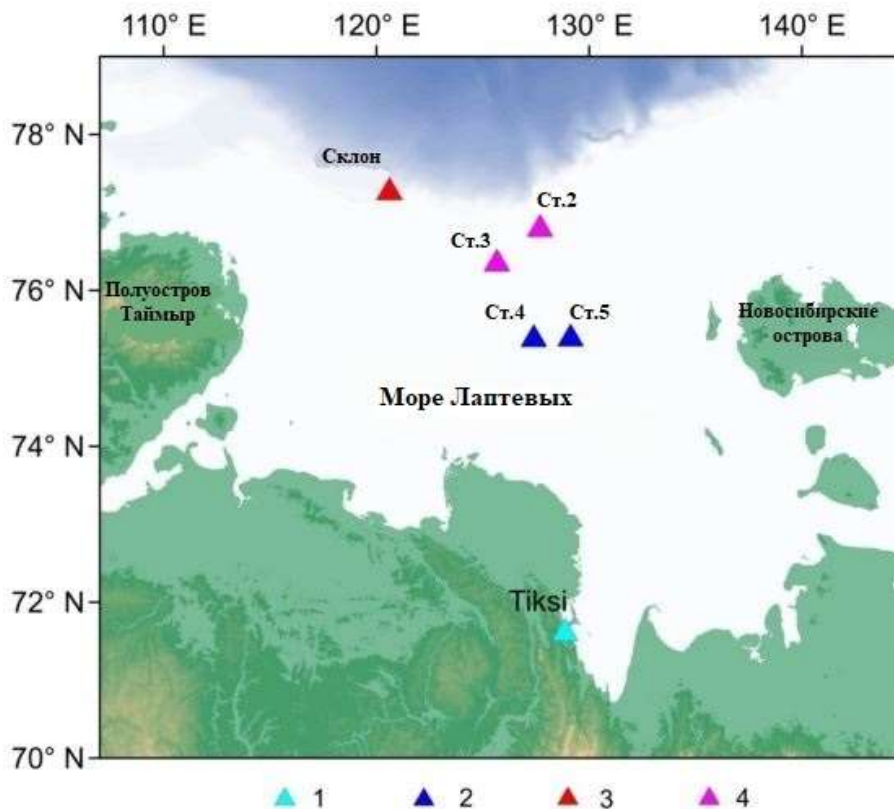 110° E 120° E 130° E 140° E
78° N
Склон
Ст.2
Ст.3
76° N
Полуостров
Таймыр
Новосибирские
острова
Ст.4 Ст.5
Море Лаптевых
74° N
72° N
Tiksi
70° N
1 2 3 4